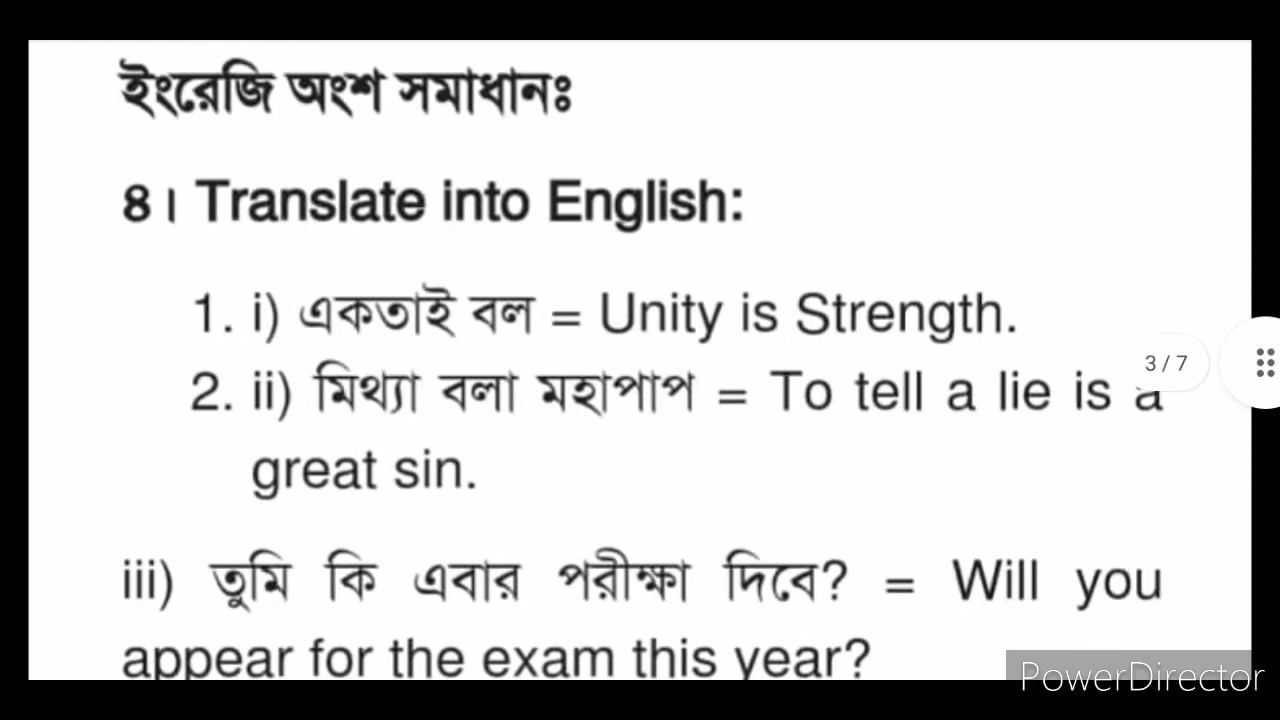 ইংরেজি অংশ সমাধানঃ
8। Translate into English:
1. i) একতাই বল = Unity is Strength.
2. ii) মিথ্যা বলা মহাপাপ = To tell a lie is a
3 / 7
great sin.
iii) তুমি কি এবার পরীক্ষা দিবে? = Will you
appear for the exam this year?
PowerDirector